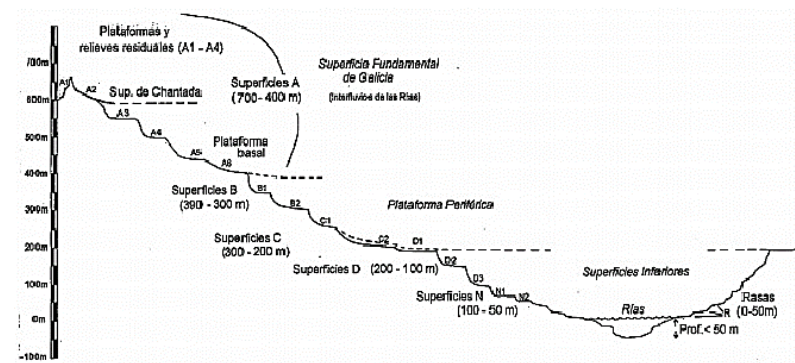 Plataformas y
relieves residuales (A1 - A4)
Superficie Fundamental
de Galicia
(Interfluvios de las Rías)
Superficies A
(700 - 400 m)
700m
A1
A2
Sup. de Chantada
600m
A3
500m
A4
Plataforma
basal
A5
A6
400m
Superficies B
(390 - 300 m)
B1
B2
300m
Plataforma Periférica
C1
Superficies C
(300 - 200 m)
C2
D1
200m
Superficies D (200 - 100 m)
D2
Superficies Inferiores
D3
100m
Superficies N
(100 - 50 m)
N1
N2
Rías
Rasas
(0-50m)
R
0m
Prof.< 50 m
-100m